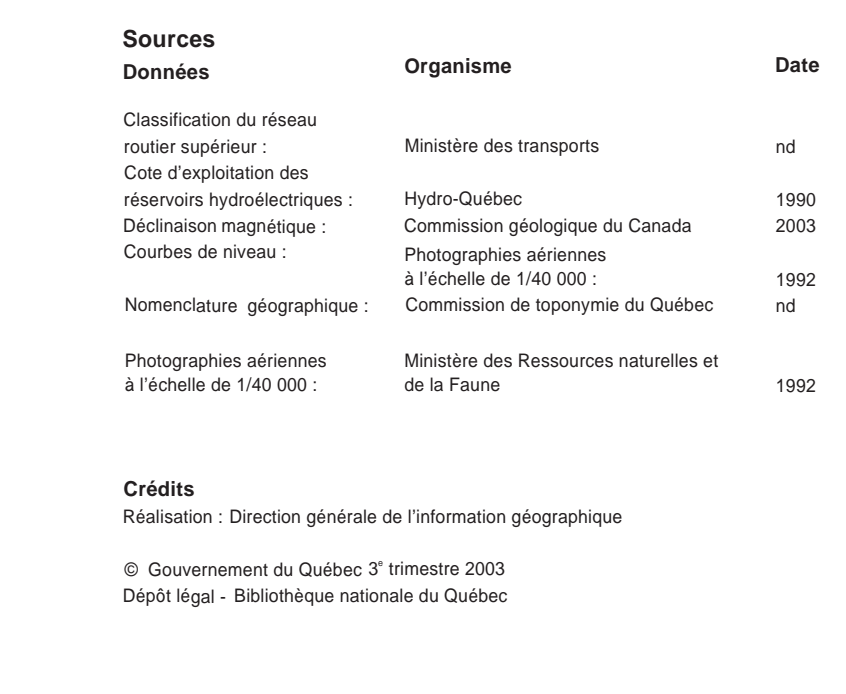 Sources
Données Organisme Date
Classification du réseau
routier supérieur : Ministère des transports nd
Cote d'exploitation des
réservoirs hydroélectriques : Hydro-Québec 1990
Déclinaison magnétique : Commission géologique du Canada 2003
Courbes de niveau : Photographies aériennes
à l'échelle de 1/40 000 : 1992
Nomenclature géographique : Commission de toponymie du Québec nd
Photographies aériennes Ministère des Ressources naturelles et
à l'échelle de 1/40 000 : de la Faune 1992
Crédits
Réalisation : Direction générale de l'information géographique
© Gouvernement du Québec 3e trimestre 2003
Dépôt légal - Bibliothèque nationale du Québec